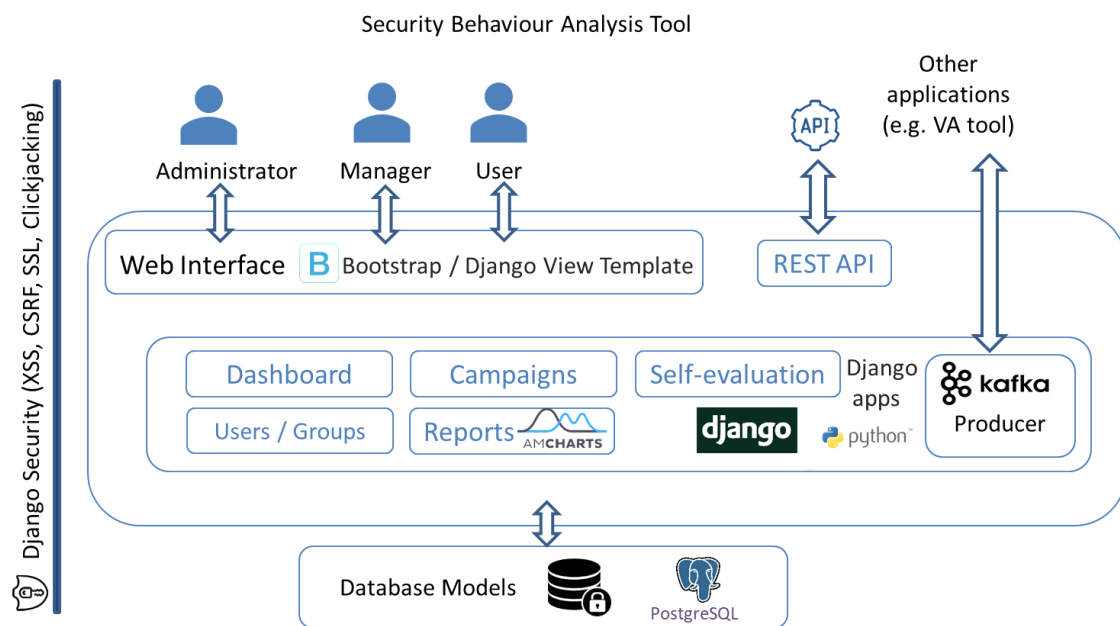 Security Behaviour Analysis Tool
Other
applications
(e.g. VA tool)
API
Administrator
Manager
User
Django Security (XSS, CSRF, SSL, Clickjacking)
Web Interface
B
Bootstrap / Django View Template
REST API
Dashboard
Campaigns
Self-evaluation
Django
apps
kafka
Producer
Users / Groups
Reports
AMCHARTS
django
python™
Database Models
PostgreSQL